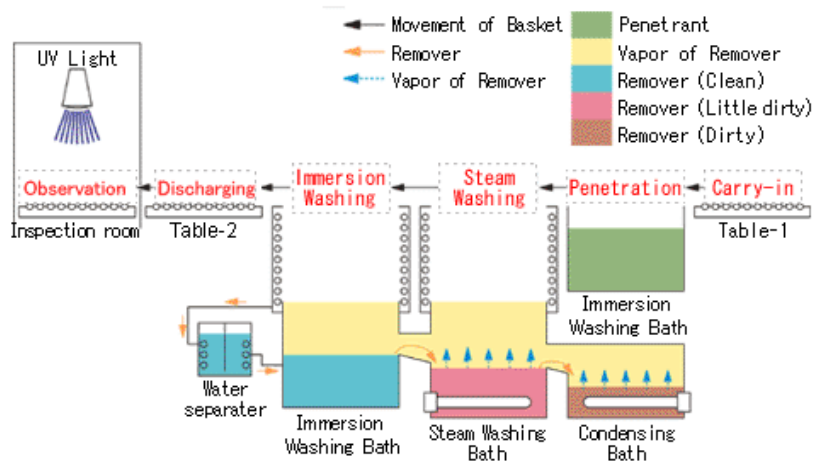 UV Light
Movement of Basket
Remover
Vapor of Remover
Penetrant
Vapor of Remover
Remover (Clean)
Remover (Little dirty)
Remover (Dirty)
Observation
Discharging
Immersion
Washing
Steam
Washing
Penetration
Carry-in
Inspection room
Table-2
Table-1
Immersion
Washing Bath
Water
separater
Immersion
Washing Bath
Steam Washing
Bath
Condensing
Bath